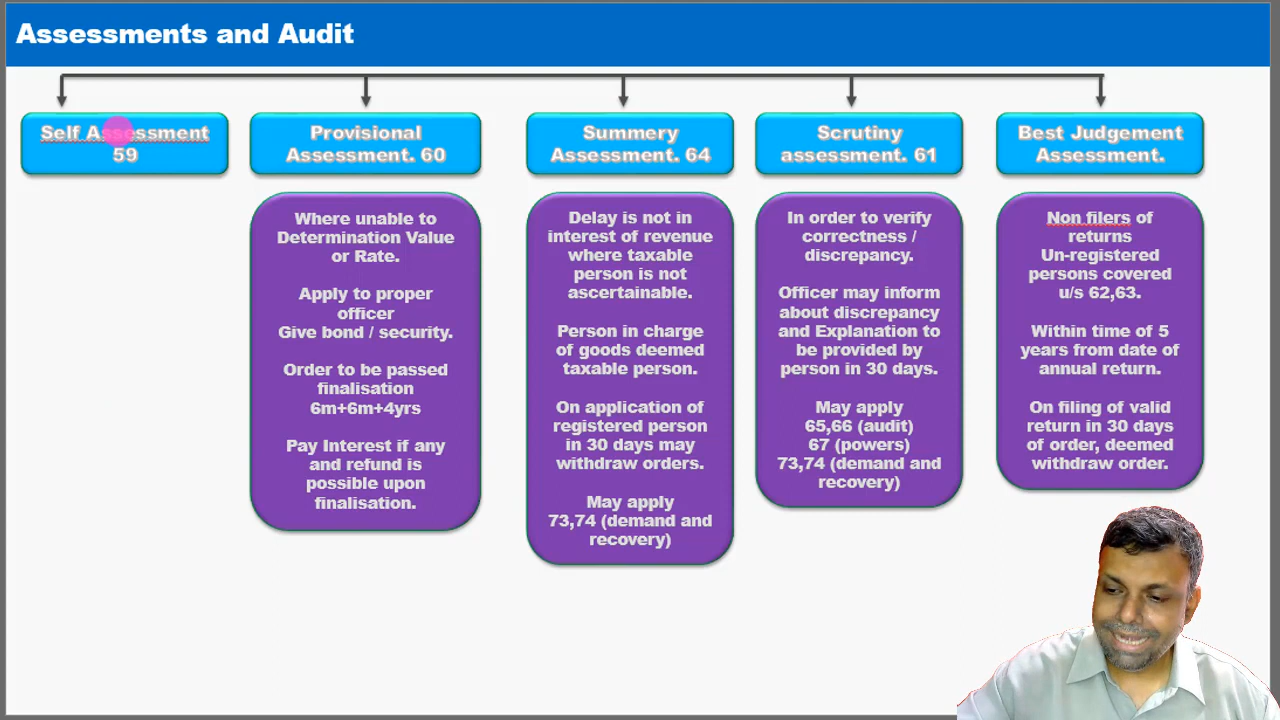 Assessments and Audit
Self Assessment
59
Provisional
Assessment. 60
Where unable to
Determination Value
or Rate.
Apply to proper
officer
Give bond / security.
Order to be passed
finalisation
6m+6m+4yrs
Pay Interest if any
and refund is
possible upon
finalisation.
Summery
Assessment. 64
Delay is not in
interest of revenue
where taxable
person is not
ascertainable.
Person in charge
of goods deemed
taxable person.
On application of
registered person
in 30 days may
withdraw orders.
May apply
73,74 (demand and
recovery)
Scrutiny
assessment. 61
In order to verify
correctness /
discrepancy.
Officer may inform
about discrepancy
and Explanation to
be provided by
person in 30 days.
May apply
65,66 (audit)
67 (powers)
73,74 (demand and
recovery)
Best Judgement
Assessment.
Non filers of
returns
Un-registered
persons covered
u/s 62,63.
Within time of 5
years from date of
annual return.
On filing of valid
return in 30 days
of order, deemed
withdraw order.